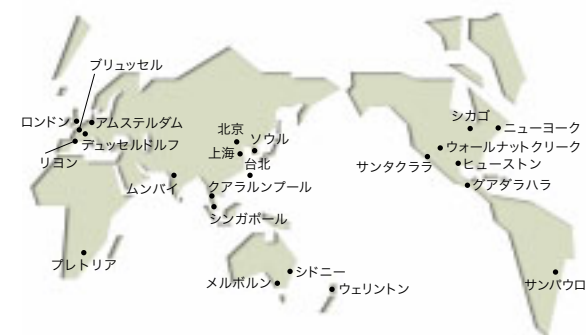 ブリュッセル
ロンドン
アムステルダム
デュッセルドルフ
リヨン
北京
ソウル
上海
台北
ムンバイ
クアラルンプール
シンガポール
プレトリア
シドニー
メルボルン
ウェリントン
シカゴ
ニューヨーク
ウォールナットクリーク
サンタクララ
ヒューストン
グアダラハラ
サンパウロ